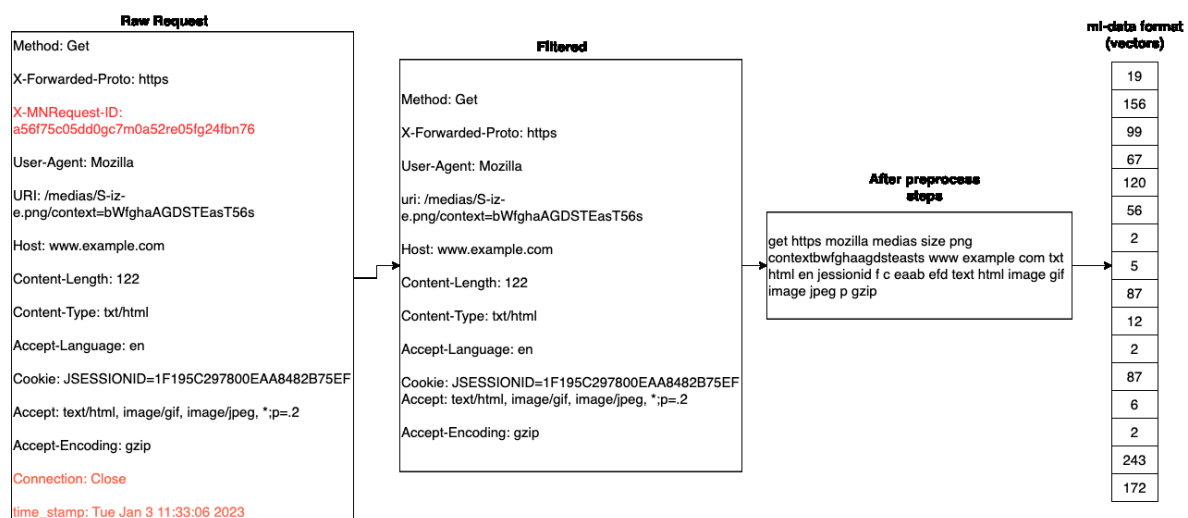 Raw Request
Method: Get
X-Forwarded-Proto: https
X-MNRequest-ID:
a56f75c05dd0gc7m0a52re05fg24fbn76
User-Agent: Mozilla
URI: /medias/S-iz-
e.png/context=bWfghaAGDSTEasT56s
Host: www.example.com
Content-Length: 122
Content-Type: txt/html
Accept-Language: en
Cookie: JSESSIONID=1F195C297800EAA8482B75EF
Accept: text/html, image/gif, image/jpeg, *;p=.2
Accept-Encoding: gzip
Connection: Close
time_stamp: Tue Jan 3 11:33:06 2023
Filtered
Method: Get
X-Forwarded-Proto: https
User-Agent: Mozilla
uri: /medias/S-iz-
e.png/context=bWfghaAGDSTEasT56s
Host: www.example.com
Content-Length: 122
Content-Type: txt/html
Accept-Language: en
Cookie: JSESSIONID=1F195C297800EAA8482B75EF
Accept: text/html, image/gif, image/jpeg, *;p=.2
Accept-Encoding: gzip
After preprocess
steps
get https mozilla medias size png
contextbwfghaagdsteasts www example com txt
html en jessionid f c eaab efd text html image gif
image jpeg p gzip
ml-data format
(vectors)
19
156
99
67
120
56
2
5
87
12
2
87
6
2
243
172